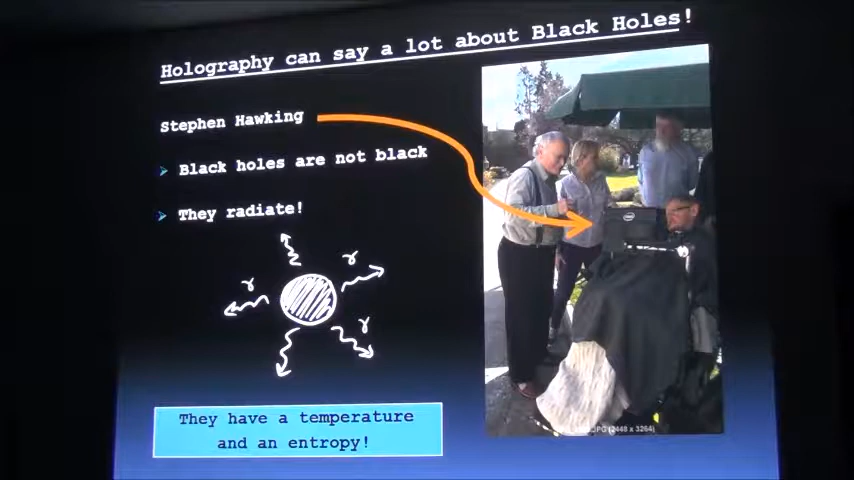 Holography can say a lot about Black Holes!
Stephen Hawking
Black holes are not black
They radiate!
γ
γ
γ
They have a temperature
and an entropy!
intel